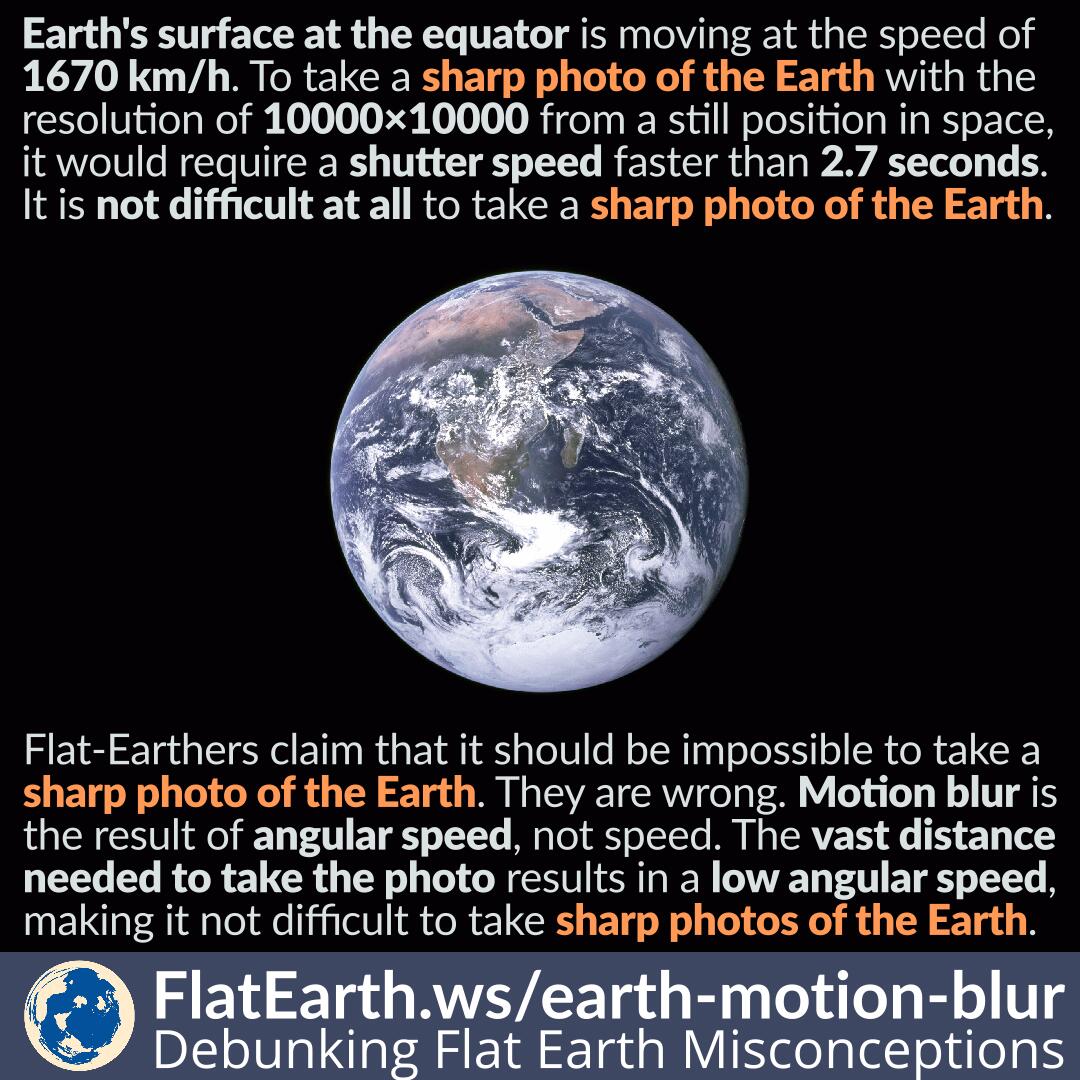 Earth's surface at the equator is moving at the speed of
1670 km/h. To take a sharp photo of the Earth with the
resolution of 10000×10000 from a still position in space,
it would require a shutter speed faster than 2.7 seconds.
It is not difficult at all to take a sharp photo of the Earth.
Flat-Earthers claim that it should be impossible to take a
sharp photo of the Earth. They are wrong. Motion blur is
the result of angular speed, not speed. The vast distance
needed to take the photo results in a low angular speed,
making it not difficult to take sharp photos of the Earth.
FlatEarth.ws/earth-motion-blur
Debunking Flat Earth Misconceptions